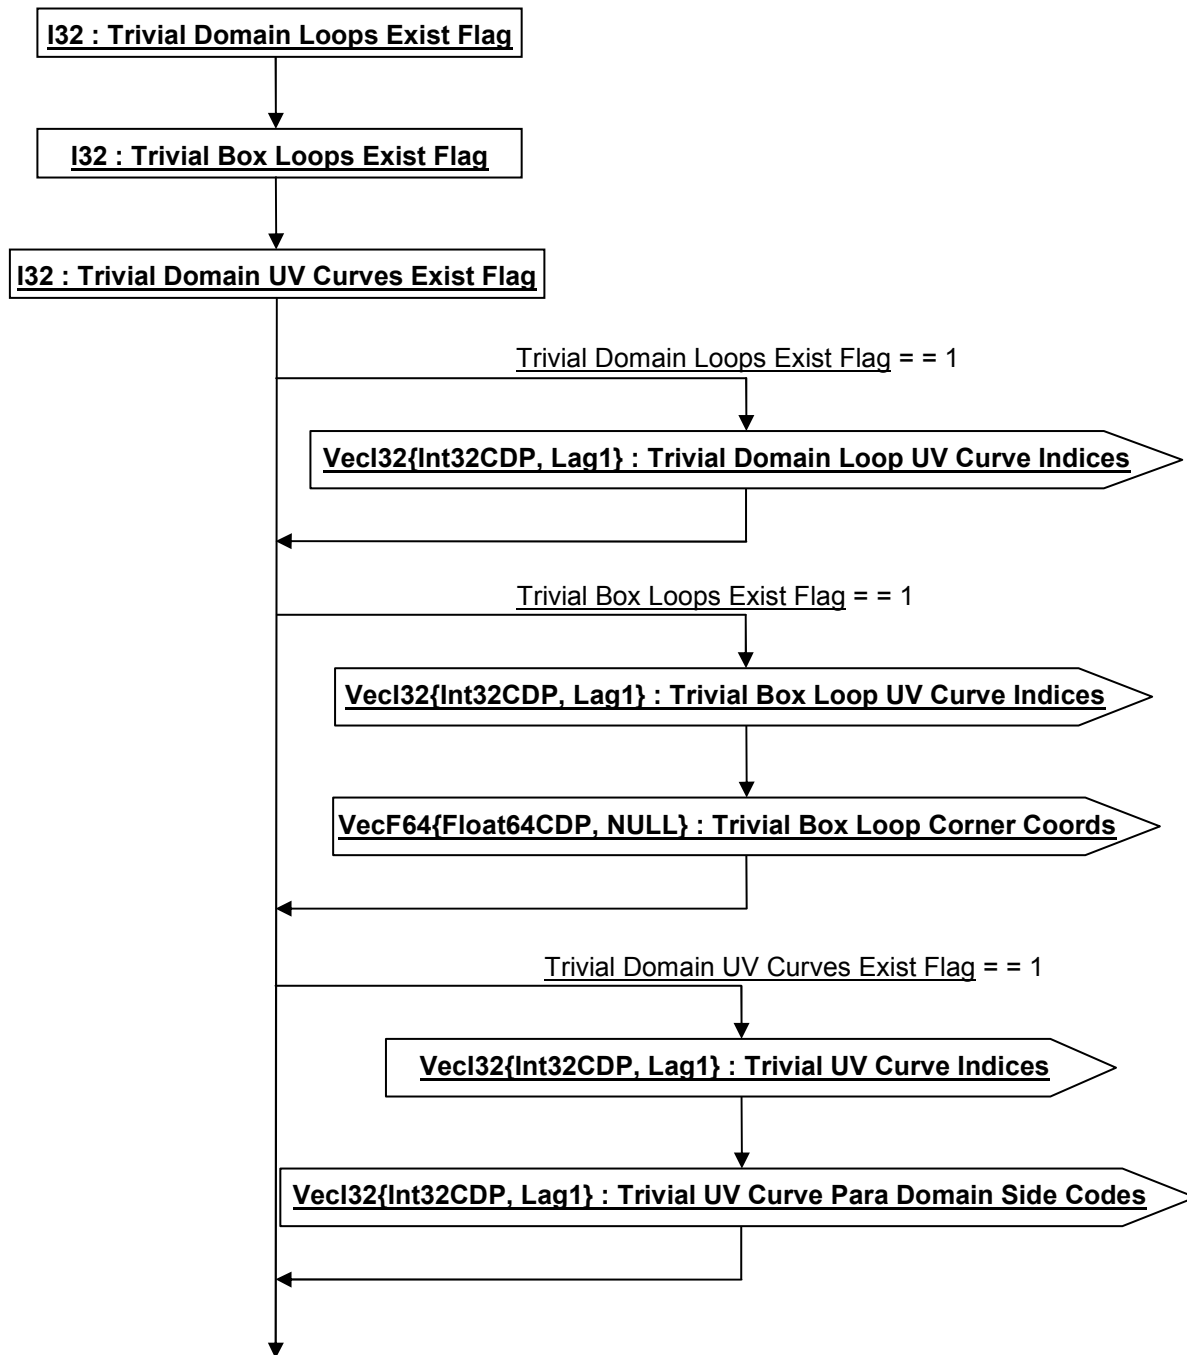 I32 : Trivial Domain Loops Exist Flag
I32 : Trivial Box Loops Exist Flag
I32 : Trivial Domain UV Curves Exist Flag
Trivial Domain Loops Exist Flag = = 1
VecI32{Int32CDP, Lag1} : Trivial Domain Loop UV Curve Indices
Trivial Box Loops Exist Flag = = 1
VecI32{Int32CDP, Lag1} : Trivial Box Loop UV Curve Indices
VecF64{Float64CDP, NULL} : Trivial Box Loop Corner Coords
Trivial Domain UV Curves Exist Flag = = 1
VecI32{Int32CDP, Lag1} : Trivial UV Curve Indices
VecI32{Int32CDP, Lag1} : Trivial UV Curve Para Domain Side Codes